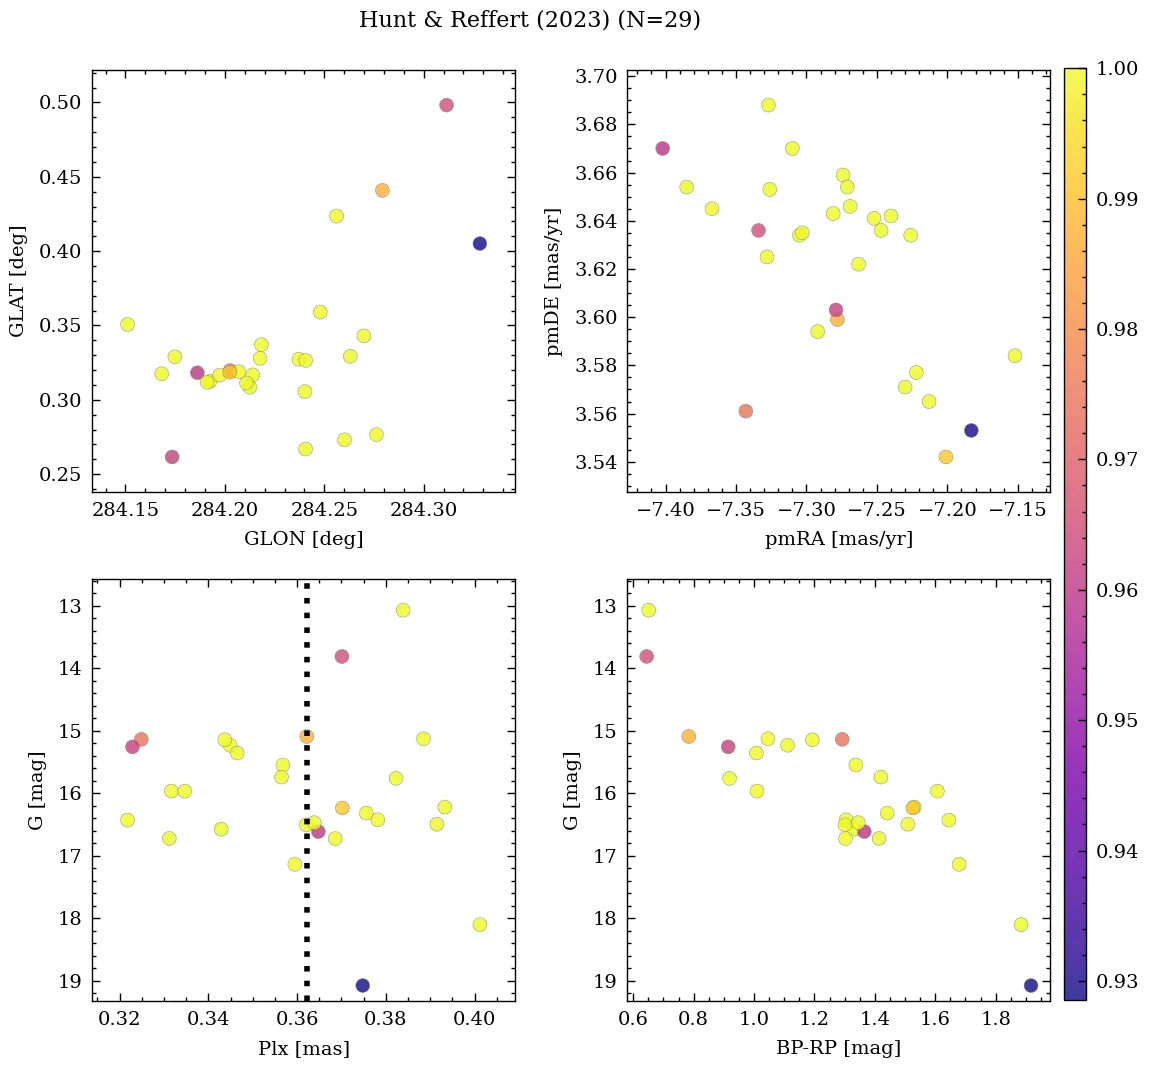 Hunt & Reffert (2023) (N=29)
0.50
0.45
0.40
0.35
0.30
0.25
GLAT [deg]
284.15 284.20 284.25 284.30
GLON [deg]
3.70
3.68
3.66
3.64
3.62
3.60
3.58
3.56
3.54
pmDE [mas/yr]
−7.40 −7.35 −7.30 −7.25 −7.20 −7.15
pmRA [mas/yr]
1.00
0.99
0.98
0.97
0.96
0.95
0.94
0.93
13
14
15
16
17
18
19
G [mag]
0.32 0.34 0.36 0.38 0.40
Plx [mas]
13
14
15
16
17
18
19
G [mag]
0.6 0.8 1.0 1.2 1.4 1.6 1.8
BP-RP [mag]